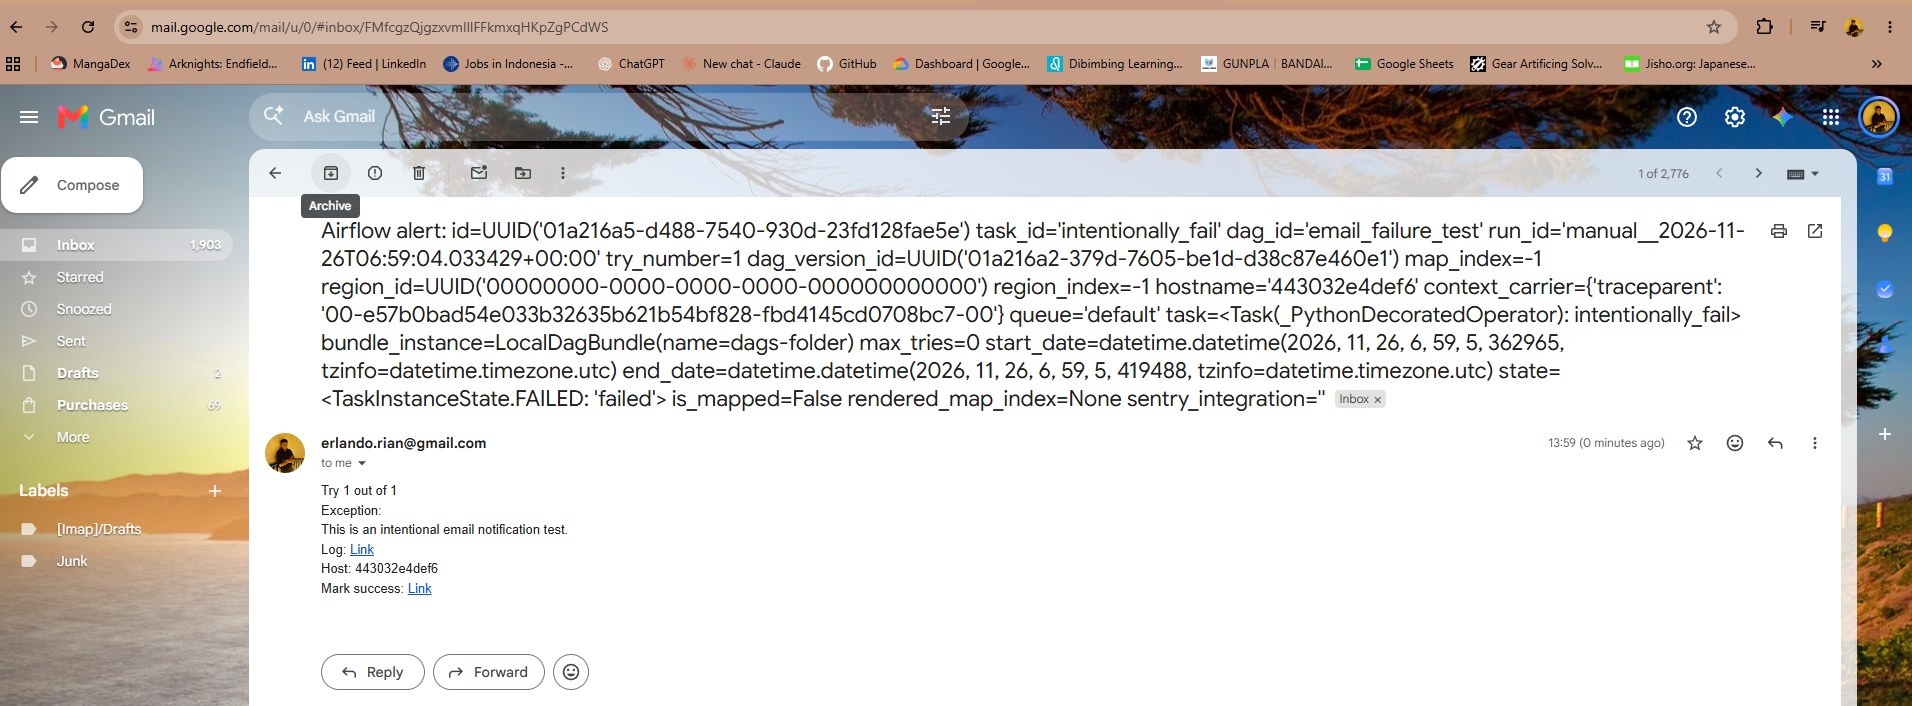 mail.google.com/mail/u/0/#inbox/FMfcgzQjgzxvmlllFFkmxqHKpZgPCdWS
MangaDex
Arknights: Endfield...
(12) Feed | LinkedIn
Jobs in Indonesia -...
ChatGPT
New chat - Claude
GitHub
Dashboard | Google...
Dibimbing Learning...
GUNPLA | BANDAI...
Google Sheets
Gear Artificing Solv...
Jisho.org: Japanese...
Gmail
Ask Gmail
Compose
Archive
1 of 2,776
31
Inbox 1,903
Starred
Snoozed
Sent
Drafts 2
Purchases 69
More
Labels
[Imap]/Drafts
Junk
Airflow alert: id=UUID('01a216a5-d488-7540-930d-23fd128fae5e') task_id='intentionally_fail' dag_id='email_failure_test' run_id='manual__2026-11-
26T06:59:04.033429+00:00' try_number=1 dag_version_id=UUID('01a216a2-379d-7605-be1d-d38c87e460e1') map_index=-1
region_id=UUID('00000000-0000-0000-0000-000000000000') region_index=-1 hostname='443032e4def6' context_carrier={'traceparent':
'00-e57b0bad54e033b32635b621b54bf828-fbd4145cd0708bc7-00'} queue='default' task=<Task(_PythonDecoratedOperator): intentionally_fail>
bundle_instance=LocalDagBundle(name=dags-folder) max_tries=0 start_date=datetime.datetime(2026, 11, 26, 6, 59, 5, 362965,
tzinfo=datetime.timezone.utc) end_date=datetime.datetime(2026, 11, 26, 6, 59, 5, 419488, tzinfo=datetime.timezone.utc) state=
<TaskInstanceState.FAILED: 'failed'> is_mapped=False rendered_map_index=None sentry_integration='' Inbox ×
erlando.rian@gmail.com
13:59 (0 minutes ago)
to me
Try 1 out of 1
Exception:
This is an intentional email notification test.
Log: Link
Host: 443032e4def6
Mark success: Link
Reply
Forward